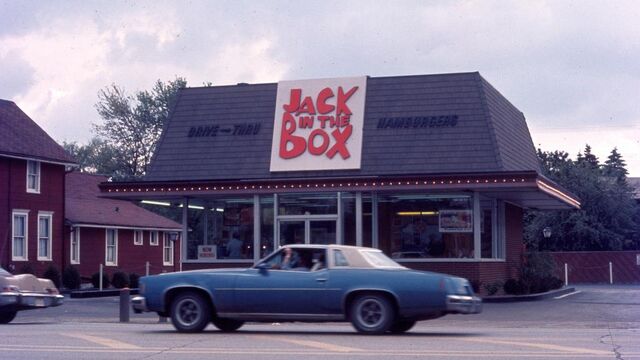 JACK
IN THE
BOX
DRIVE-THRU
HAMBURGERS